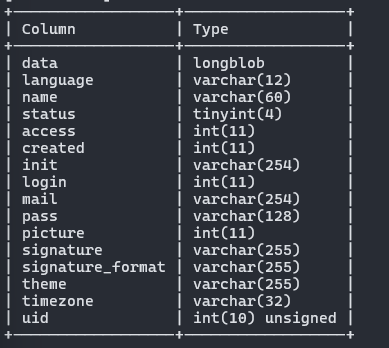 | Column | Type |
| data | longblob |
| language | varchar(12) |
| name | varchar(60) |
| status | tinyint(4) |
| access | int(11) |
| created | int(11) |
| init | varchar(254) |
| login | int(11) |
| mail | varchar(254) |
| pass | varchar(128) |
| picture | int(11) |
| signature | varchar(255) |
| signature_format | varchar(255) |
| theme | varchar(255) |
| timezone | varchar(32) |
| uid | int(10) unsigned |